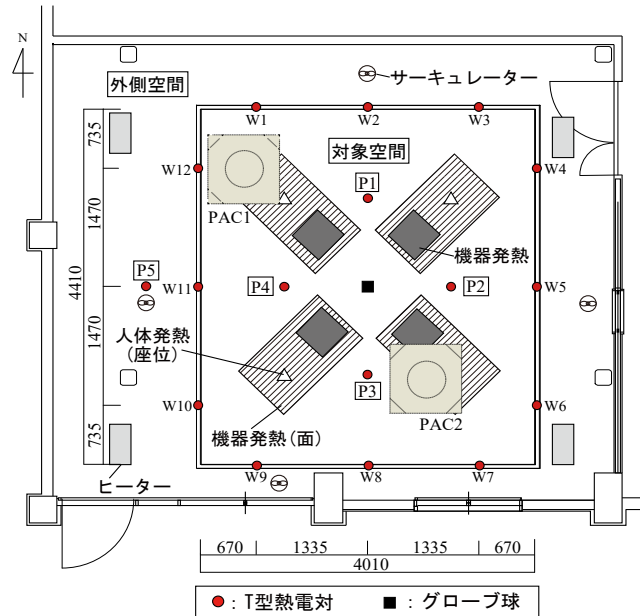 N
サーキュレーター
外側空間
W1
W2
W3
735
対象空間
W12
W4
P1
PAC1
1470
機器発熱
4410
P5
W11
P4
P2
W5
1470
人体発熱
(座位)
P3
W10
W6
機器発熱(面)
PAC2
735
ヒーター
W9
W8
W7
670
1335
1335
670
4010
：T型熱電対
：グローブ球